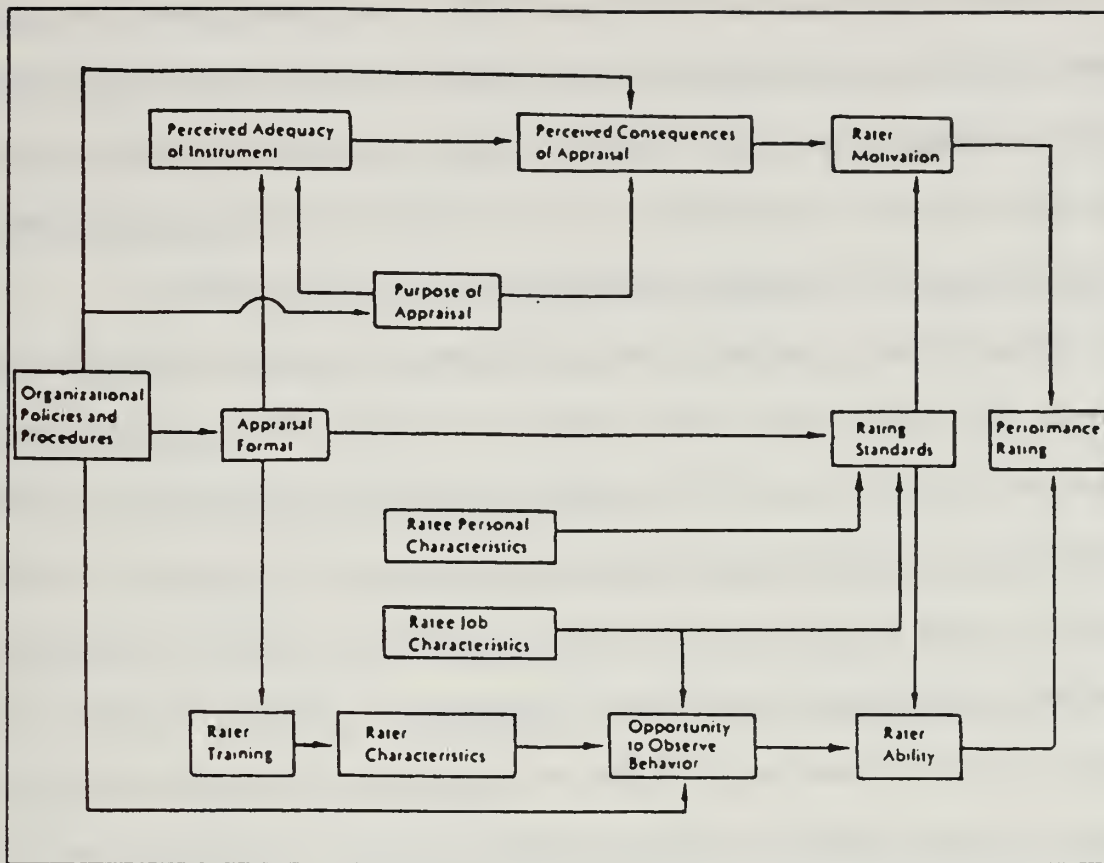 Perceived Adequacy
of Instrument
Perceived Consequences
of Appraisal
Rater
Motivation
Purpose of
Appraisal
Organizational
Policies and
Procedures
Appraisal
Format
Rating
Standards
Performance
Rating
Ratee Personal
Characteristics
Ratee Job
Characteristics
Rater
Training
Rater
Characteristics
Opportunity
to Observe
Behavior
Rater
Ability